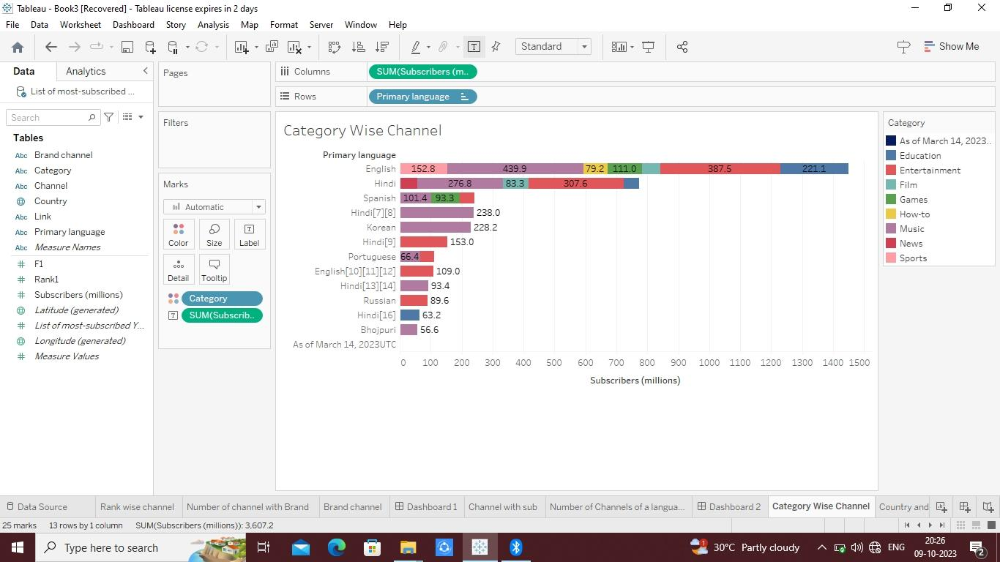 Tableau - Book3 [Recovered] - Tableau license expires in 2 days
File Data Worksheet Dashboard Story Analysis Map Format Server Window Help
Standard
Show Me
Data Analytics
List of most-subscribed ...
Search
Tables
Abc Brand channel
Abc Category
Abc Channel
Country
Abc Link
Abc Primary language
Abc Measure Names
# F1
# Rank1
# Subscribers (millions)
Latitude (generated)
# List of most-subscribed Y...
Longitude (generated)
# Measure Values
Pages
Filters
Marks
Automatic
Color Size Label
Detail Tooltip
Category
SUM(Subscrib..
Columns SUM(Subscribers (m..
Rows Primary language
Category Wise Channel
Primary language
English 152.8 439.9 79.2 111.0 387.5 221.1
Hindi 276.8 83.3 307.6
Spanish 101.4 93.3
Hindi[7][8] 238.0
Korean 228.2
Hindi[9] 153.0
Portuguese 66.4
English[10][11][12] 109.0
Hindi[13][14] 93.4
Russian 89.6
Hindi[16] 63.2
Bhojpuri 56.6
As of March 14, 2023UTC
0 100 200 300 400 500 600 700 800 900 1000 1100 1200 1300 1400 1500
Subscribers (millions)
Category
As of March 14, 2023..
Education
Entertainment
Film
Games
How-to
Music
News
Sports
Data Source Rank wise channel Number of channel with Brand Brand channel Dashboard 1 Channel with sub Number of Channels of a langua... Dashboard 2 Category Wise Channel Country and
25 marks 13 rows by 1 column SUM(Subscribers (millions)): 3,607.2
Type here to search
1
30°C Partly cloudy
ENG
20:26
09-10-2023
2